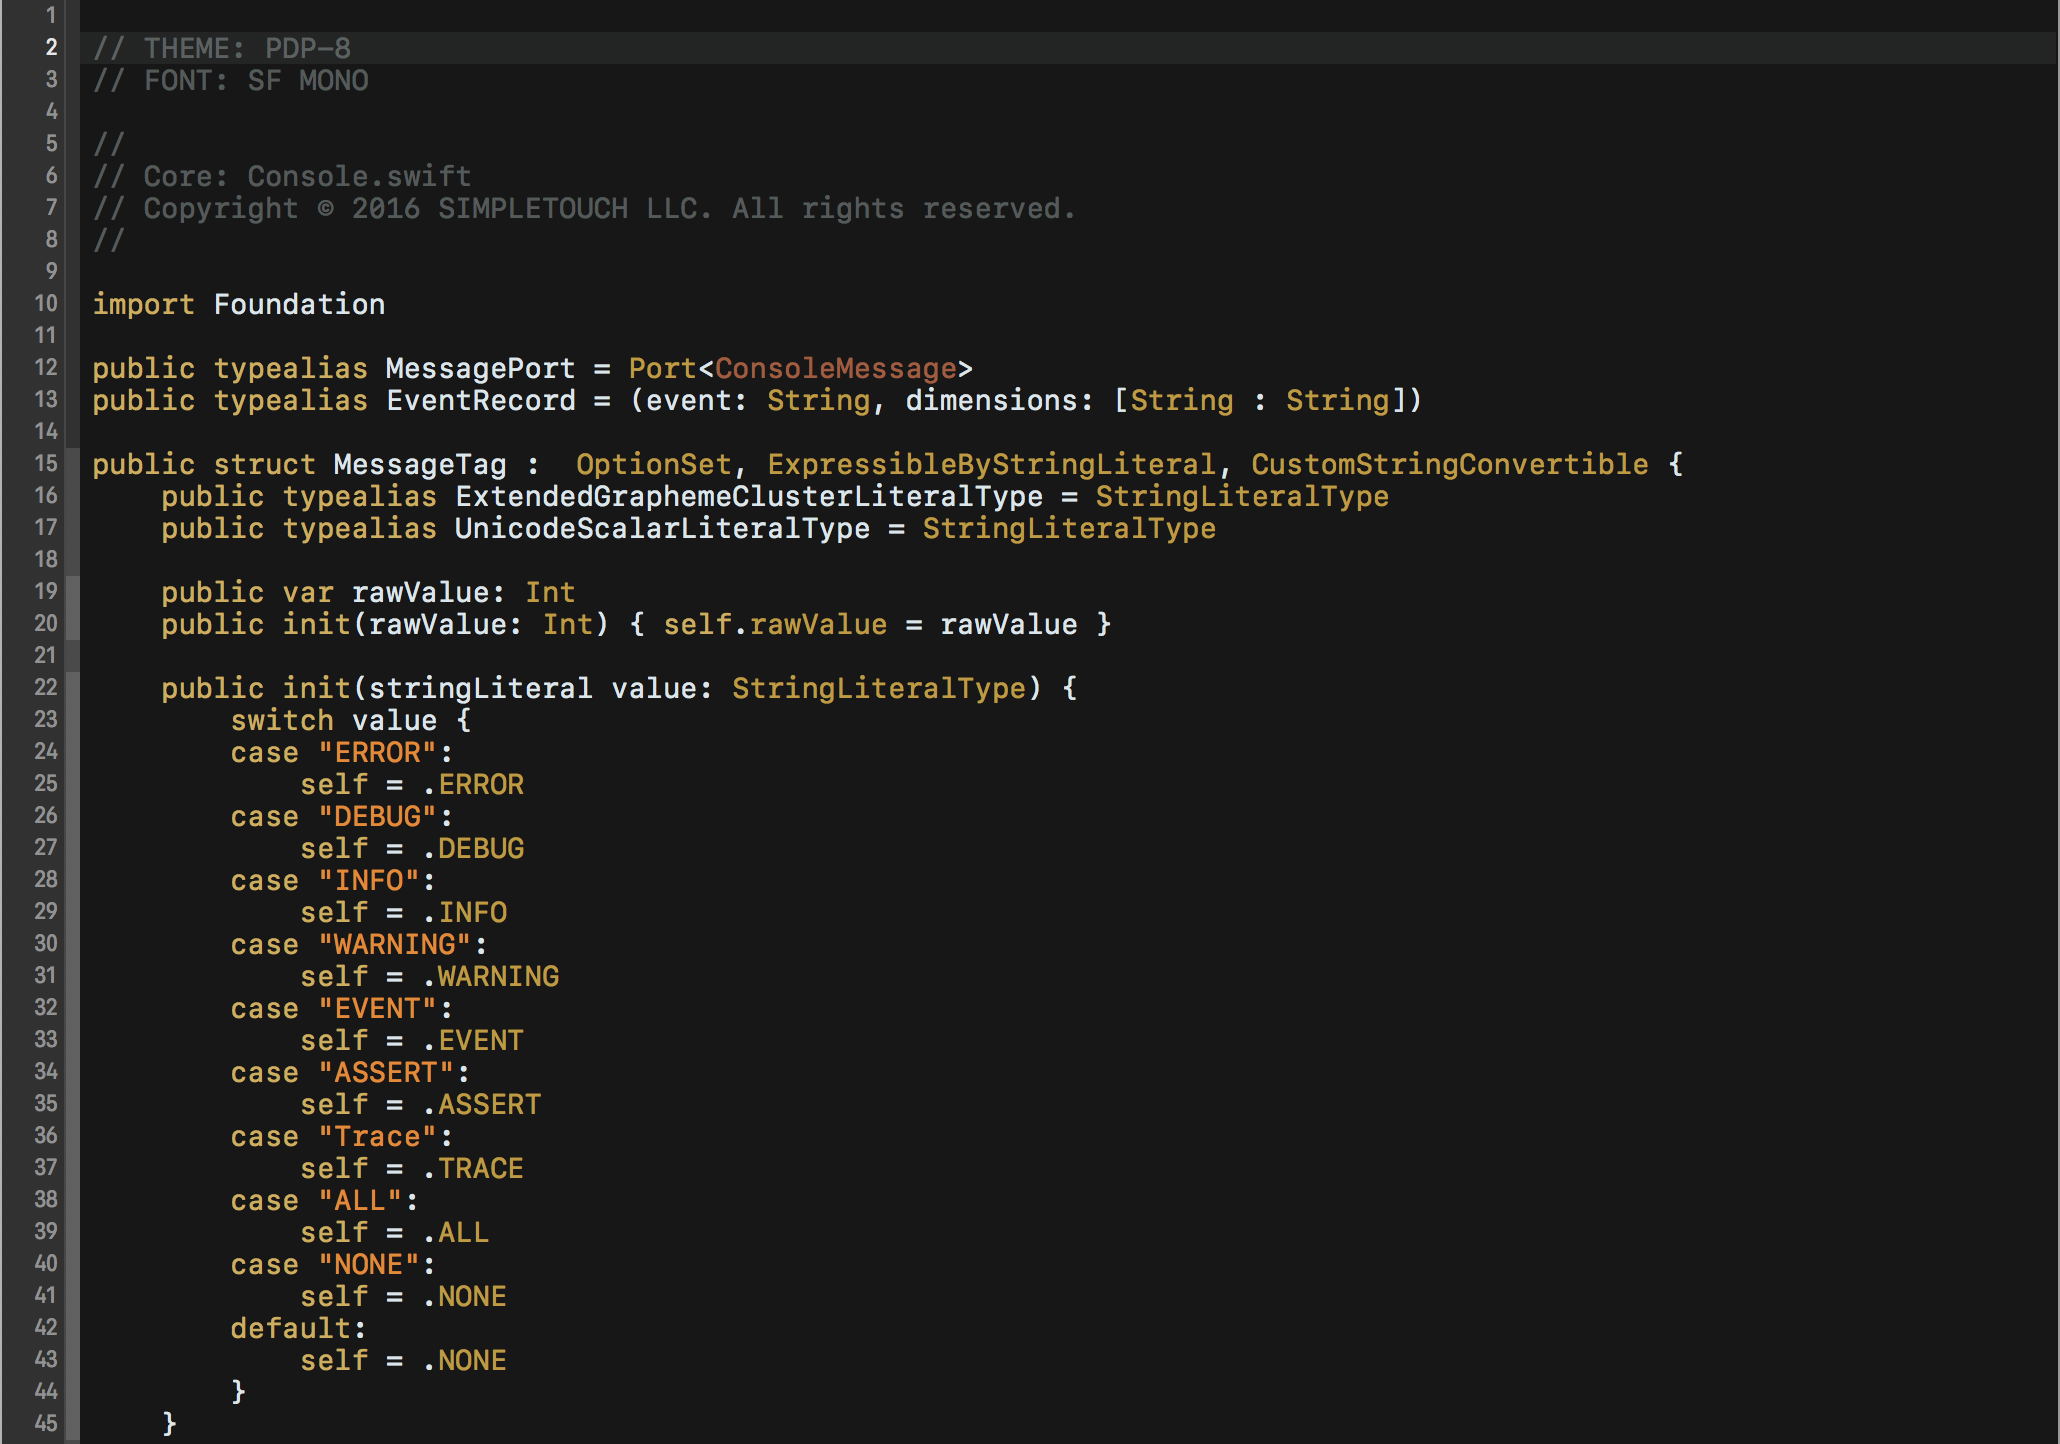 1
2 // THEME: PDP-8
3 // FONT: SF MONO
4
5 //
6 // Core: Console.swift
7 // Copyright © 2016 SIMPLETOUCH LLC. All rights reserved.
8 //
9
10 import Foundation
11
12 public typealias MessagePort = Port<ConsoleMessage>
13 public typealias EventRecord = (event: String, dimensions: [String : String])
14
15 public struct MessageTag :  OptionSet, ExpressibleByStringLiteral, CustomStringConvertible {
16     public typealias ExtendedGraphemeClusterLiteralType = StringLiteralType
17     public typealias UnicodeScalarLiteralType = StringLiteralType
18
19     public var rawValue: Int
20     public init(rawValue: Int) { self.rawValue = rawValue }
21
22     public init(stringLiteral value: StringLiteralType) {
23         switch value {
24         case "ERROR":
25             self = .ERROR
26         case "DEBUG":
27             self = .DEBUG
28         case "INFO":
29             self = .INFO
30         case "WARNING":
31             self = .WARNING
32         case "EVENT":
33             self = .EVENT
34         case "ASSERT":
35             self = .ASSERT
36         case "Trace":
37             self = .TRACE
38         case "ALL":
39             self = .ALL
40         case "NONE":
41             self = .NONE
42         default:
43             self = .NONE
44         }
45     }